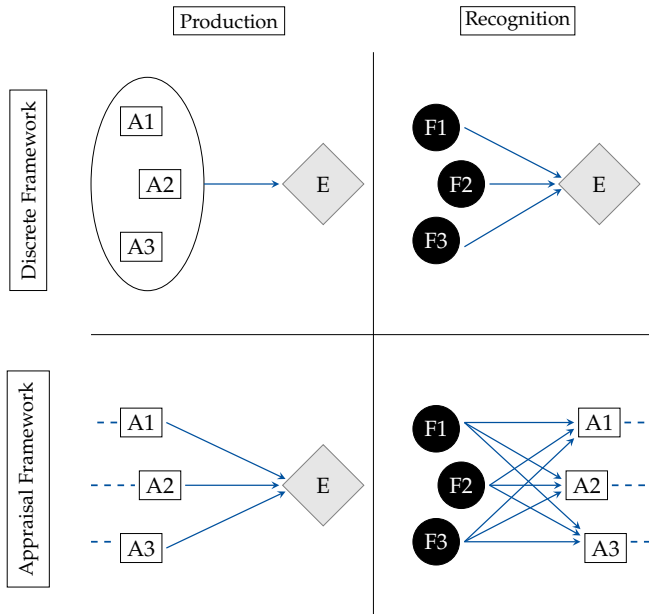 Production
Recognition
Discrete Framework
A1
A2
A3
E
F1
F2
F3
E
Appraisal Framework
A1
A2
A3
E
F1
F2
F3
A1
A2
A3